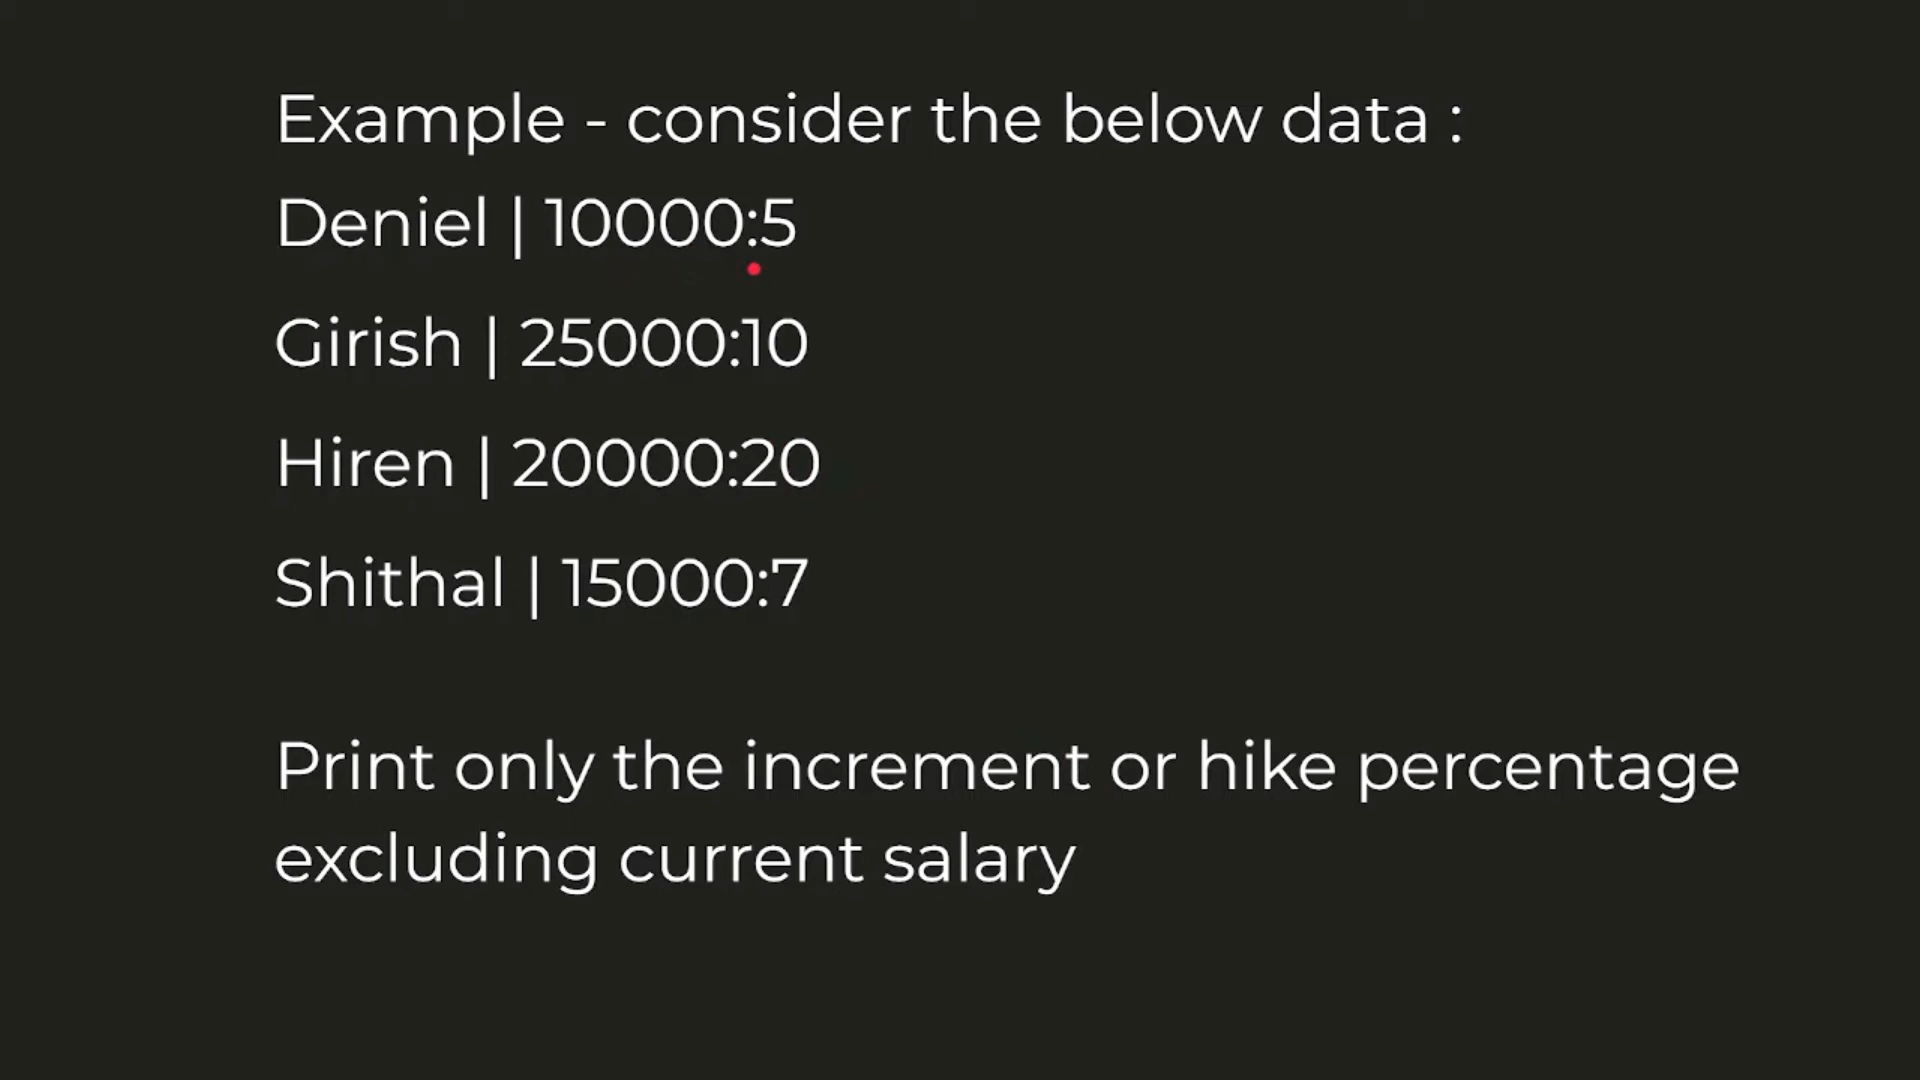 Example - consider the below data :
Deniel | 10000:5
Girish | 25000:10
Hiren | 20000:20
Shithal | 15000:7
Print only the increment or hike percentage
excluding current salary